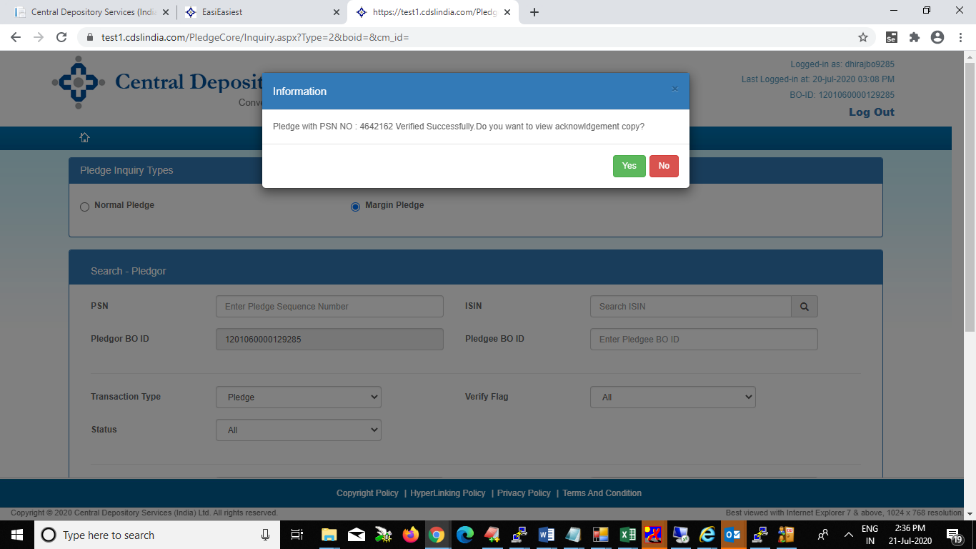 Central Depository Services (Indi
EasiEasiest
https://test1.cdslindia.com/Pledg
test1.cdslindia.com/PledgeCore/Inquiry.aspx?Type=2&boid=&cm_id=
Central Deposit
Conve
Logged-in as: dhirajbo9285
Last Logged-in at: 20-jul-2020 03:08 PM
BO-ID: 1201060000129285
Log Out
Information
Pledge with PSN NO : 4642162 Verified Successfully.Do you want to view acknowldgement copy?
Yes No
Pledge Inquiry Types
Normal Pledge Margin Pledge
Search - Pledgor
PSN Enter Pledge Sequence Number ISIN Search ISIN
Pledgor BO ID 1201060000129285 Pledgee BO ID Enter Pledgee BO ID
Transaction Type Pledge Verify Flag All
Status All
Copyright Policy | HyperLinking Policy | Privacy Policy | Terms And Condition
Copyright © 2020 Central Depository Services (India) Ltd. All rights reserved. Best viewed with Internet Explorer 7 & above, 1024 x 768 resolution
Type here to search
ENG
IN
2:36 PM
21-Jul-2020
19